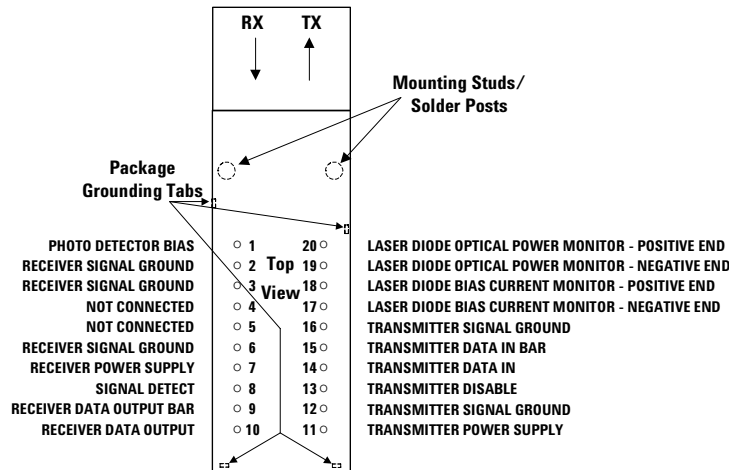 RX TX
Mounting Studs/
Solder Posts
Package
Grounding Tabs
PHOTO DETECTOR BIAS 1 20 LASER DIODE OPTICAL POWER MONITOR - POSITIVE END
RECEIVER SIGNAL GROUND 2 Top 19 LASER DIODE OPTICAL POWER MONITOR - NEGATIVE END
RECEIVER SIGNAL GROUND 3 View 18 LASER DIODE BIAS CURRENT MONITOR - POSITIVE END
NOT CONNECTED 4 17 LASER DIODE BIAS CURRENT MONITOR - NEGATIVE END
NOT CONNECTED 5 16 TRANSMITTER SIGNAL GROUND
RECEIVER SIGNAL GROUND 6 15 TRANSMITTER DATA IN BAR
RECEIVER POWER SUPPLY 7 14 TRANSMITTER DATA IN
SIGNAL DETECT 8 13 TRANSMITTER DISABLE
RECEIVER DATA OUTPUT BAR 9 12 TRANSMITTER SIGNAL GROUND
RECEIVER DATA OUTPUT 10 11 TRANSMITTER POWER SUPPLY